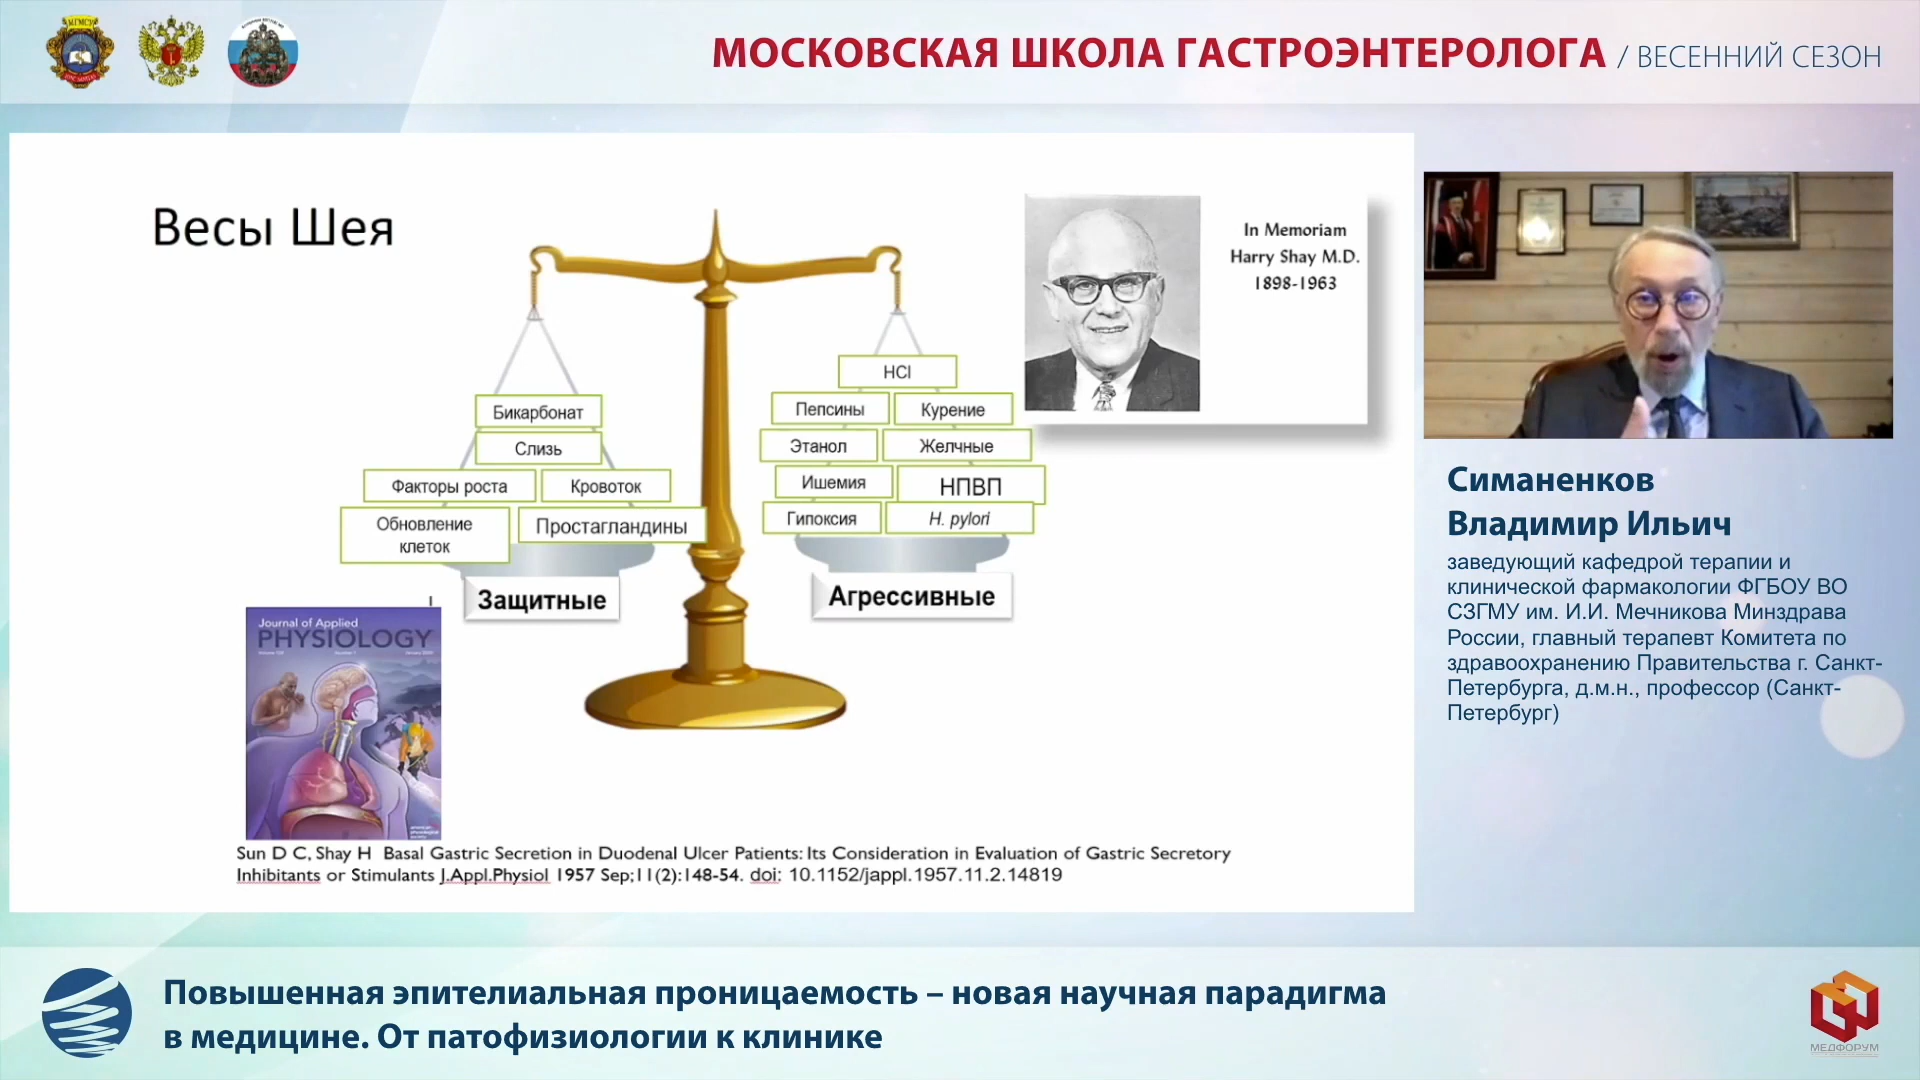 МГМСУ
МОСКОВСКАЯ ШКОЛА ГАСТРОЭНТЕРОЛОГА / ВЕСЕННИЙ СЕЗОН
Весы Шея
In Memoriam
Harry Shay M.D.
1898-1963
HCl
Бикарбонат
Слизь
Факторы роста
Кровоток
Обновление
клеток
Простагландины
Пепсины
Курение
Этанол
Желчные
Ишемия
НПВП
Гипоксия
H. pylori
Защитные
Агрессивные
Journal of Applied
PHYSIOLOGY
Sun D C, Shay H Basal Gastric Secretion in Duodenal Ulcer Patients: Its Consideration in Evaluation of Gastric Secretory
Inhibitants or Stimulants J.Appl.Physiol 1957 Sep;11(2):148-54. doi: 10.1152/jappl.1957.11.2.14819
Симаненков
Владимир Ильич
заведующий кафедрой терапии и
клинической фармакологии ФГБОУ ВО
СЗГМУ им. И.И. Мечникова Минздрава
России, главный терапевт Комитета по
здравоохранению Правительства г. Санкт-
Петербурга, д.м.н., профессор (Санкт-
Петербург)
Повышенная эпителиальная проницаемость – новая научная парадигма
в медицине. От патофизиологии к клинике
МЕДФОРУМ